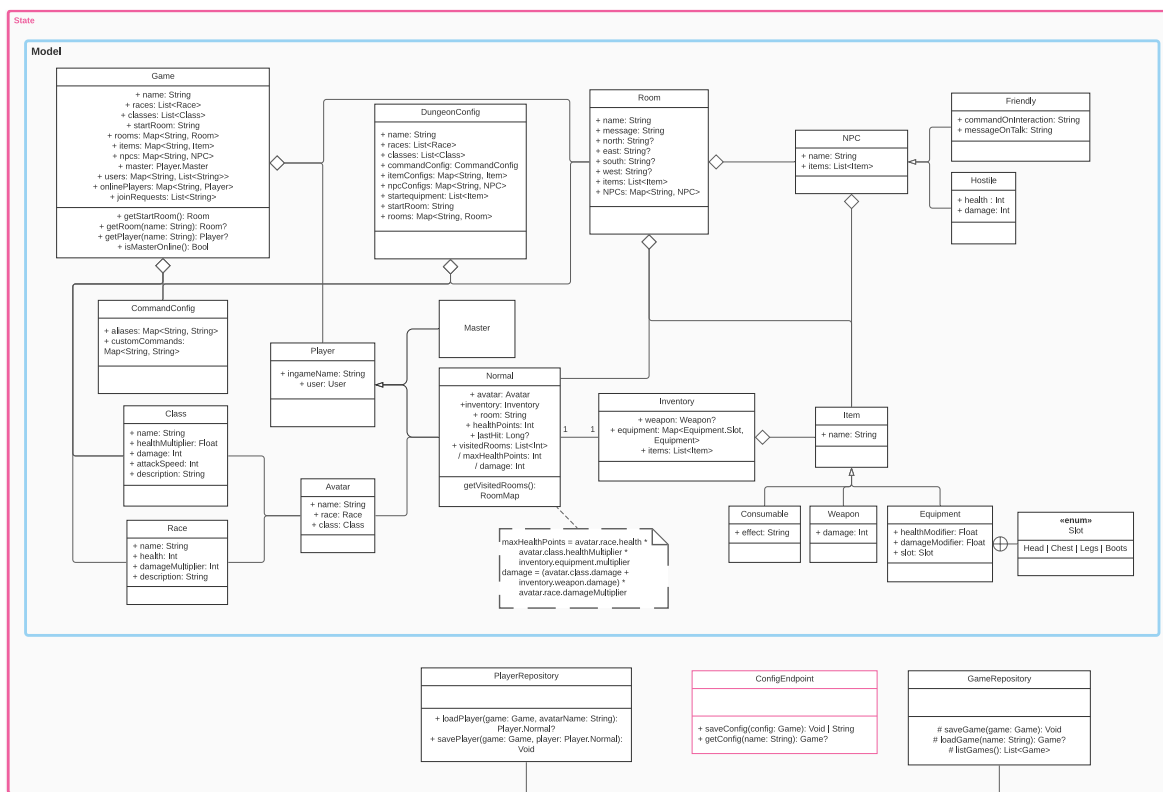 State
Model
Game
+ name: String
+ races: List<Race>
+ classes: List<Class>
+ startRoom: String
+ rooms: Map<String, Room>
+ items: Map<String, Item>
+ npcs: Map<String, NPC>
+ master: Player.Master
+ users: Map<String, List<String>>
+ onlinePlayers: Map<String, Player>
+ joinRequests: List<String>
+ getStartRoom(): Room
+ getRoom(name: String): Room?
+ getPlayer(name: String): Player?
+ isMasterOnline(): Bool
DungeonConfig
+ name: String
+ races: List<Race>
+ classes: List<Class>
+ commandConfig: CommandConfig
+ itemConfigs: Map<String, Item>
+ npcConfigs: Map<String, NPC>
+ startequipment: List<Item>
+ startRoom: String
+ rooms: Map<String, Room>
Room
+ name: String
+ message: String
+ north: String?
+ east: String?
+ south: String?
+ west: String?
+ items: List<Item>
+ NPCs: Map<String, NPC>
NPC
+ name: String
+ items: List<Item>
Friendly
+ commandOnInteraction: String
+ messageOnTalk: String
Hostile
+ health : Int
+ damage: Int
CommandConfig
+ aliases: Map<String, String>
+ customCommands:
Map<String, String>
Player
+ ingameName: String
+ user: User
Master
Normal
+ avatar: Avatar
+inventory: Inventory
+ room: String
+ healthPoints: Int
+ lastHit: Long?
+ visitedRooms: List<Int>
/ maxHealthPoints: Int
/ damage: Int
getVisitedRooms():
RoomMap
1
1
Inventory
+ weapon: Weapon?
+ equipment: Map<Equipment.Slot,
Equipment>
+ items: List<Item>
Item
+ name: String
Class
+ name: String
+ healthMultiplier: Float
+ damage: Int
+ attackSpeed: Int
+ description: String
Avatar
+ name: String
+ race: Race
+ class: Class
Race
+ name: String
+ health: Int
+ damageMultiplier: Int
+ description: String
maxHealthPoints = avatar.race.health *
avatar.class.healthMultiplier *
inventory.equipment.multiplier
damage = (avatar.class.damage +
inventory.weapon.damage) *
avatar.race.damageMultiplier
Consumable
+ effect: String
Weapon
+ damage: Int
Equipment
+ healthModifier: Float
+ damageModifier: Float
+ slot: Slot
«enum»
Slot
Head | Chest | Legs | Boots
PlayerRepository
+ loadPlayer(game: Game, avatarName: String):
Player.Normal?
+ savePlayer(game: Game, player: Player.Normal):
Void
ConfigEndpoint
+ saveConfig(config: Game): Void | String
+ getConfig(name: String): Game?
GameRepository
# saveGame(game: Game): Void
# loadGame(name: String): Game?
# listGames(): List<Game>